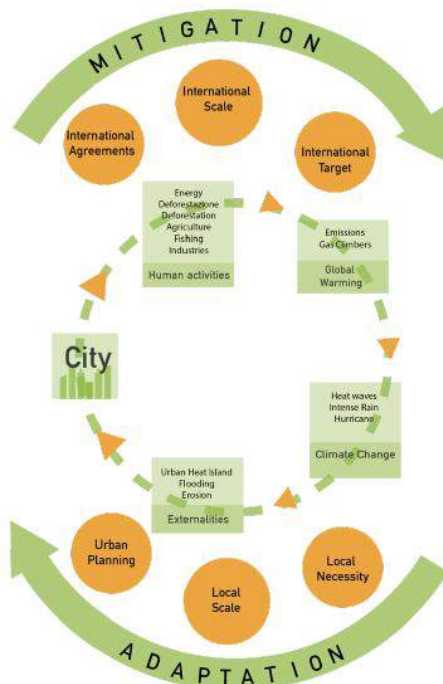 MITIGATION
International
Scale
International
Agreements
International
Target
Energy
Deforestazione
Deforestation
Agriculture
Fishing
Industries
Human activities
Emissions
Gas Climbers
Global
Warming
City
Heat waves
Intense Rain
Hurricane
Climate Change
Urban Heat Island
Flooding
Erosion
Externalities
Urban
Planning
Local
Scale
Local
Necessity
ADAPTATION